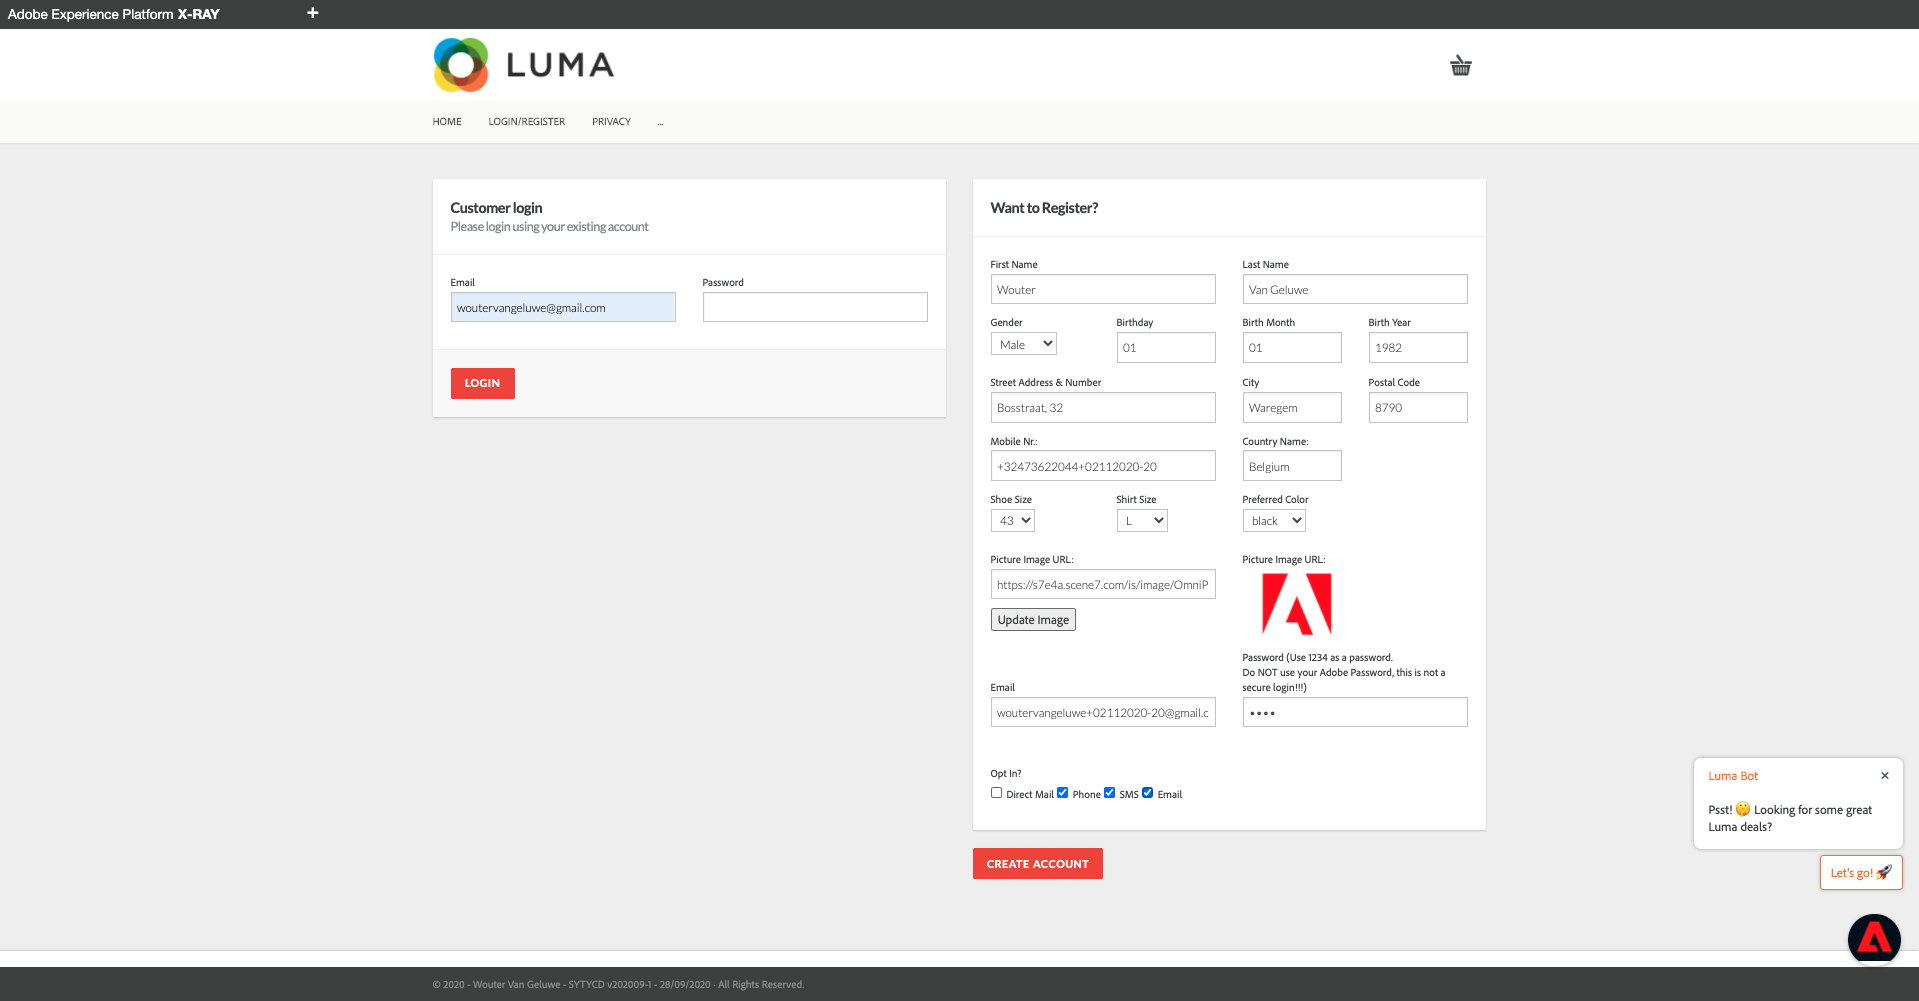 Adobe Experience Platform X-RAY
+
LUMA
HOME LOGIN/REGISTER PRIVACY ...
Customer login
Please login using your existing account
Email Password
woutervangeluwe@gmail.com
LOGIN
Want to Register?
First Name Last Name
Wouter Van Geluwe
Gender Birthday Birth Month Birth Year
Male 01 01 1982
Street Address & Number City Postal Code
Bosstraat, 32 Waregem 8790
Mobile Nr.: Country Name:
+32473622044+02112020-20 Belgium
Shoe Size Shirt Size Preferred Color
43 L black
Picture Image URL: Picture Image URL:
https://s7e4a.scene7.com/is/image/OmniP
Update Image
Password (Use 1234 as a password.
Do NOT use your Adobe Password, this is not a
secure login!!!)
Email
woutervangeluwe+02112020-20@gmail.c ••••
Opt In?
Direct Mail Phone SMS Email
CREATE ACCOUNT
Luma Bot ×
Psst! 🤫 Looking for some great
Luma deals?
Let's go! 🚀
© 2020 - Wouter Van Geluwe - SYTYCD v202009-1 - 28/09/2020 · All Rights Reserved.